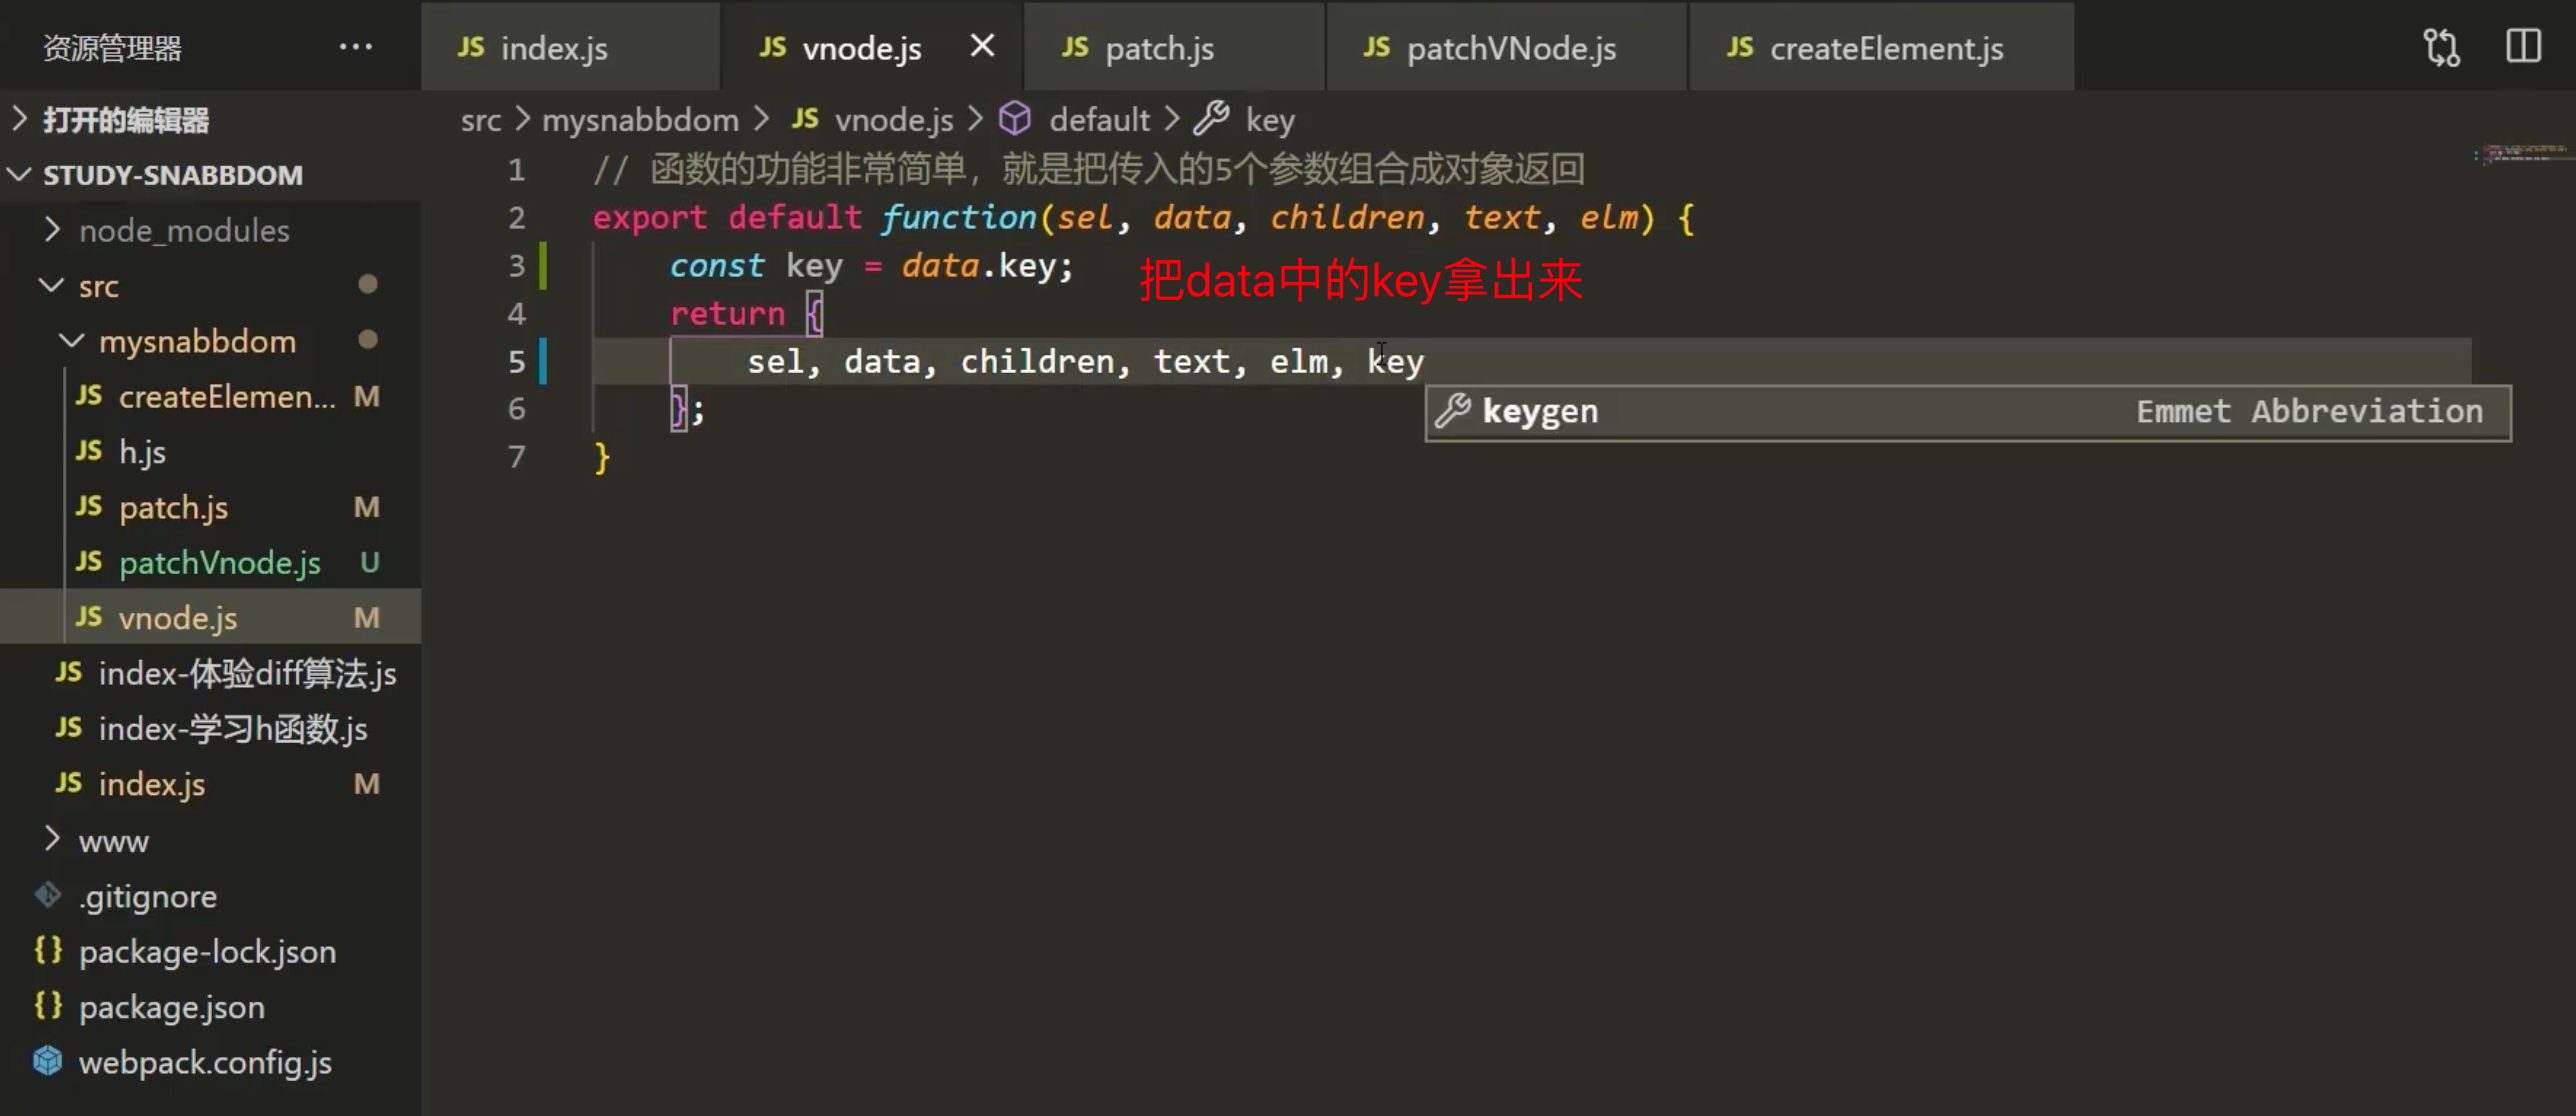 资源管理器 ···
JS index.js
JS vnode.js
JS patch.js
JS patchVNode.js
JS createElement.js
打开的编辑器
STUDY-SNABBDOM
node_modules
src
mysnabbdom
JS createElemen... M
JS h.js
JS patch.js M
JS patchVnode.js U
JS vnode.js M
JS index-体验diff算法.js
JS index-学习h函数.js
JS index.js M
www
.gitignore
{} package-lock.json
{} package.json
webpack.config.js
src > mysnabbdom > JS vnode.js > default > key
1 // 函数的功能非常简单，就是把传入的5个参数组合成对象返回
2 export default function(sel, data, children, text, elm) {
3 const key = data.key; 把data中的key拿出来
4 return {
5 sel, data, children, text, elm, key
keygen Emmet Abbreviation
6 };
7 }